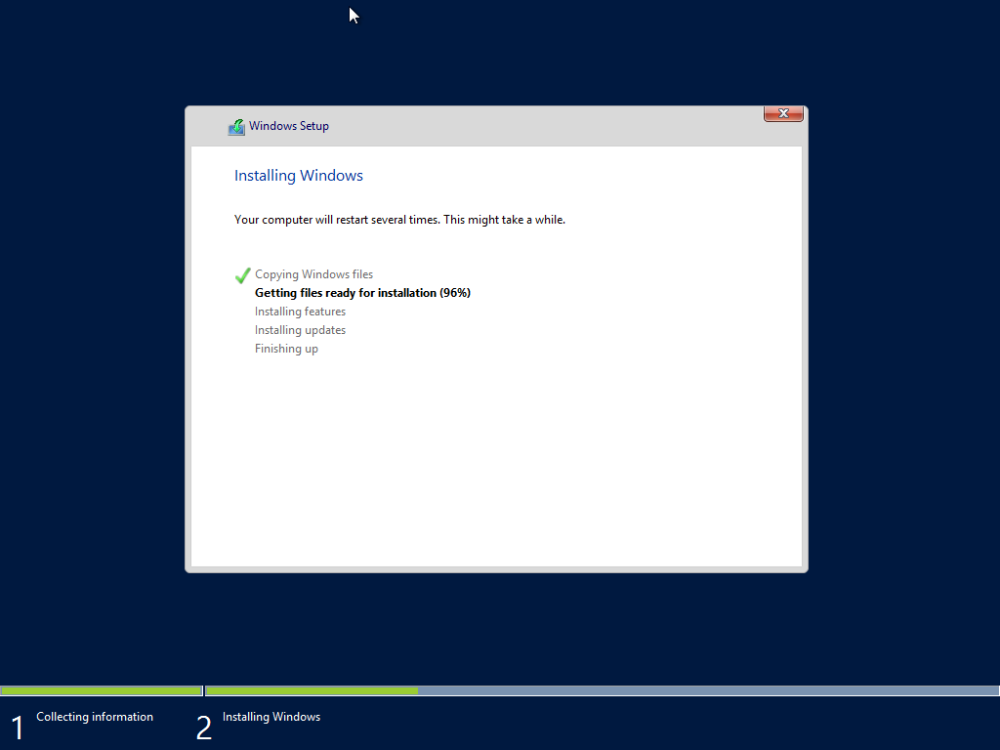 Windows Setup
Installing Windows
Your computer will restart several times. This might take a while.
Copying Windows files
Getting files ready for installation (96%)
Installing features
Installing updates
Finishing up
1 Collecting information 2 Installing Windows